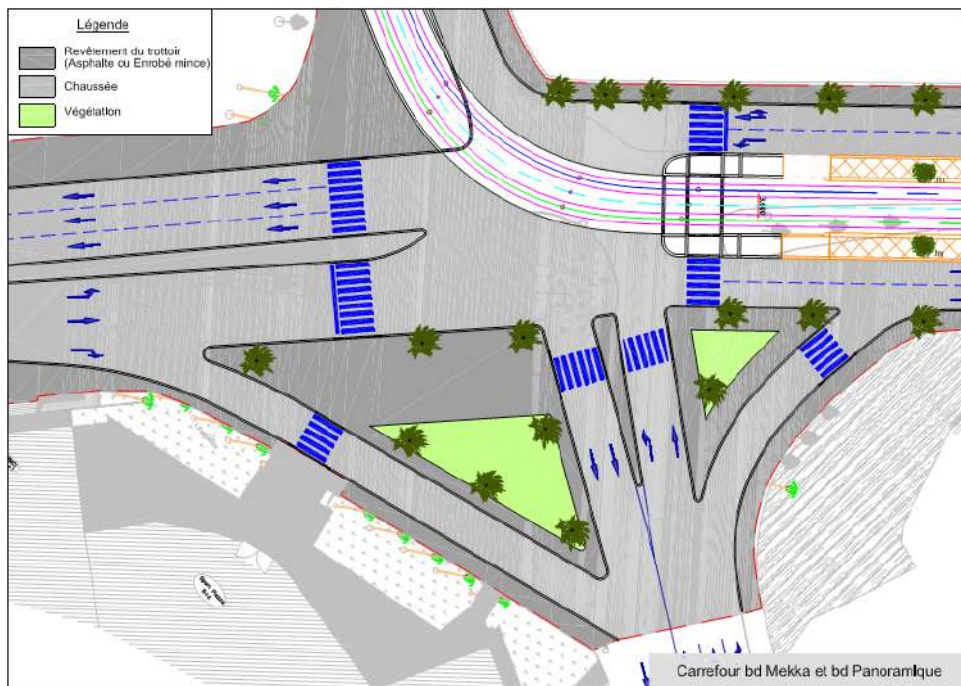 Légende
Revêtement du trottoir
(Asphalte ou Enrobé mince)
Chaussée
Végétation
Carrefour bd Mekka et bd Panoramique